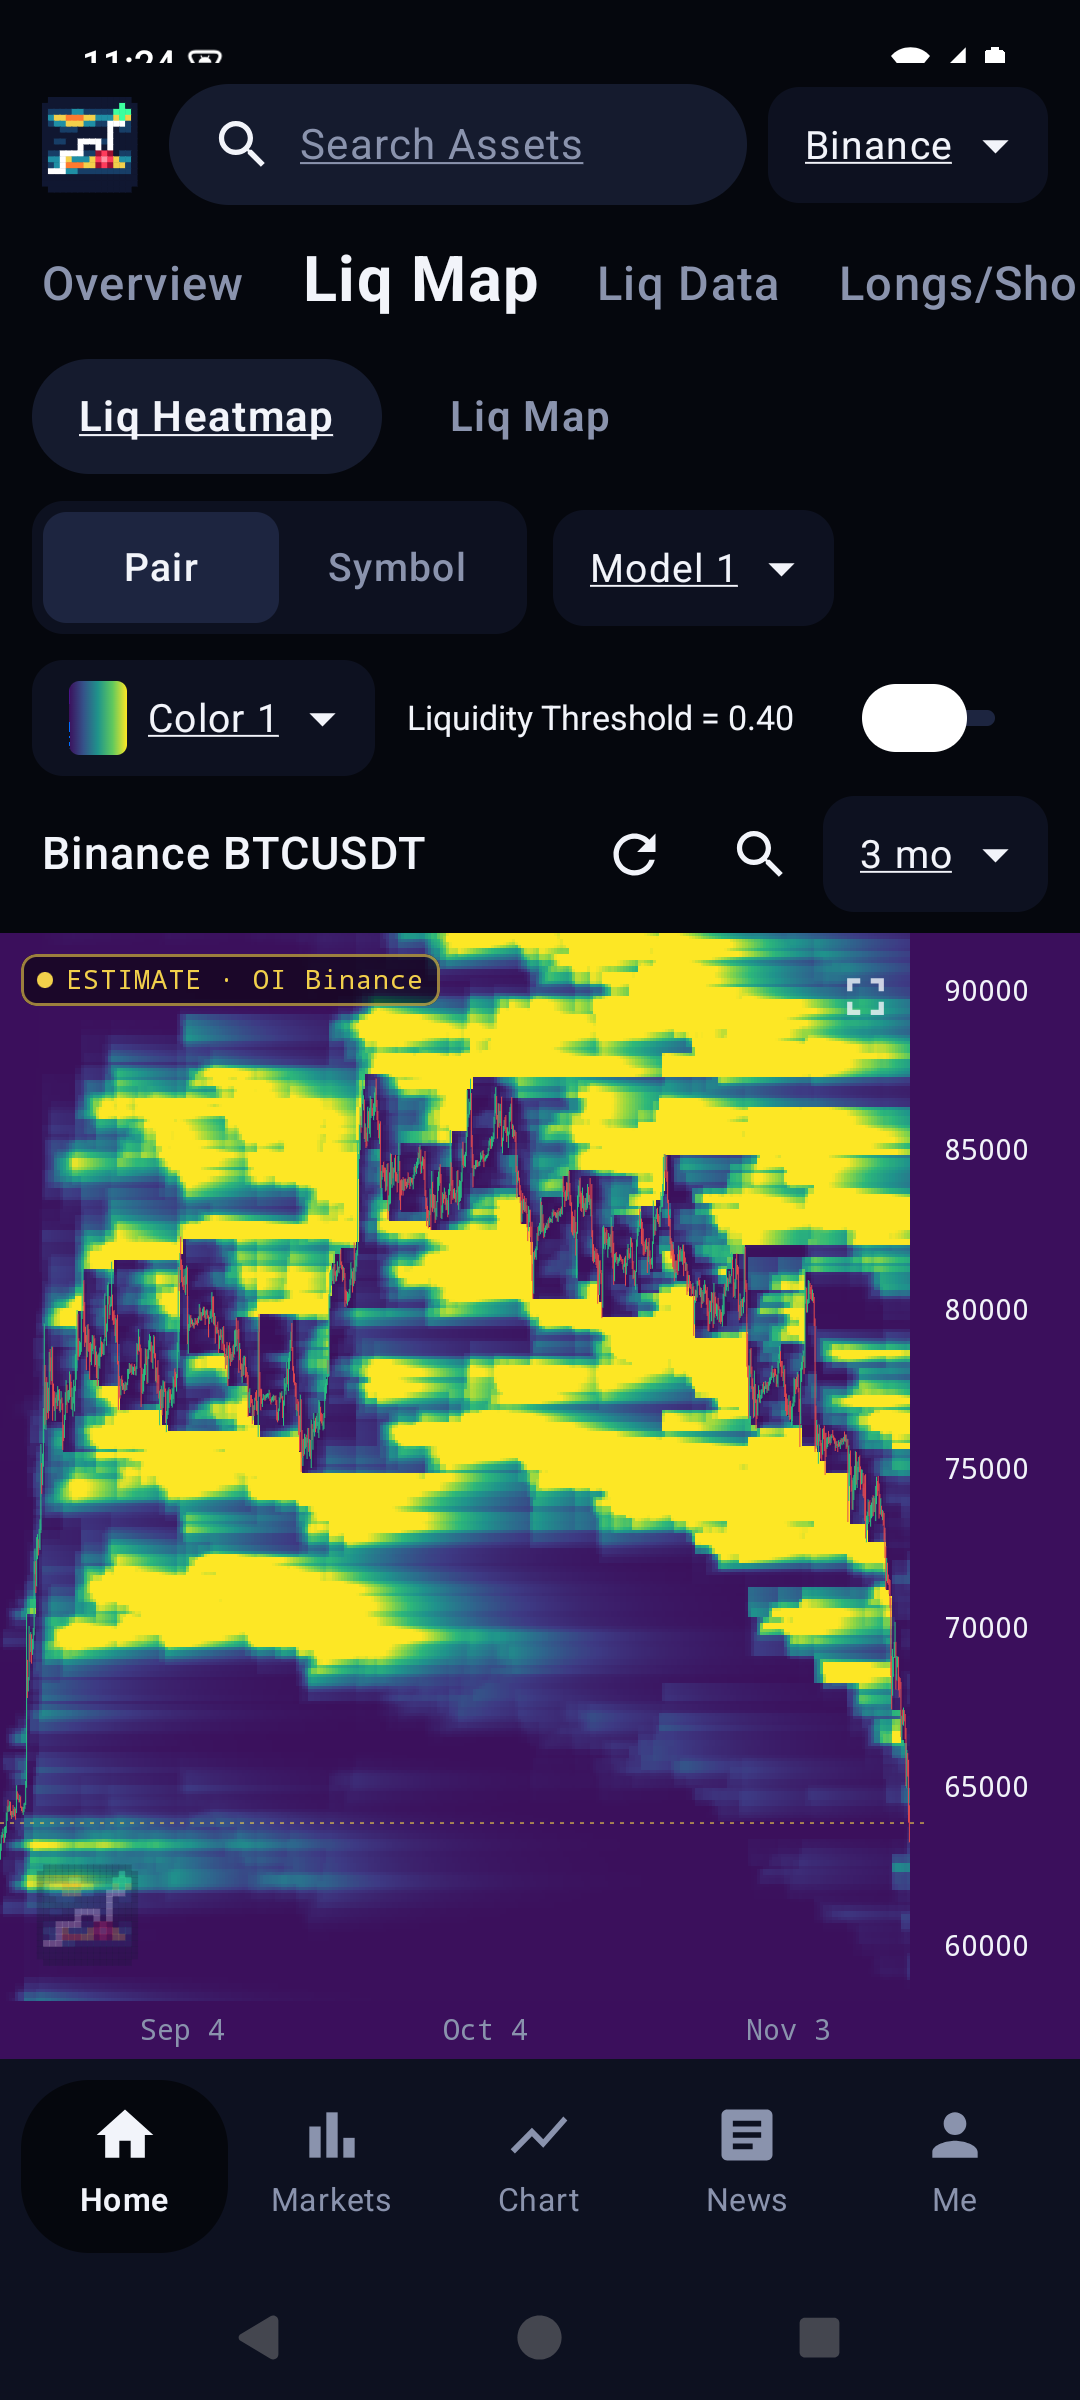 11:24
Search Assets
Binance
Overview Liq Map Liq Data Longs/Sho
Liq Heatmap Liq Map
Pair Symbol Model 1
Color 1 Liquidity Threshold = 0.40
Binance BTCUSDT 3 mo
ESTIMATE · OI Binance
90000
85000
80000
75000
70000
65000
60000
Sep 4 Oct 4 Nov 3
Home Markets Chart News Me